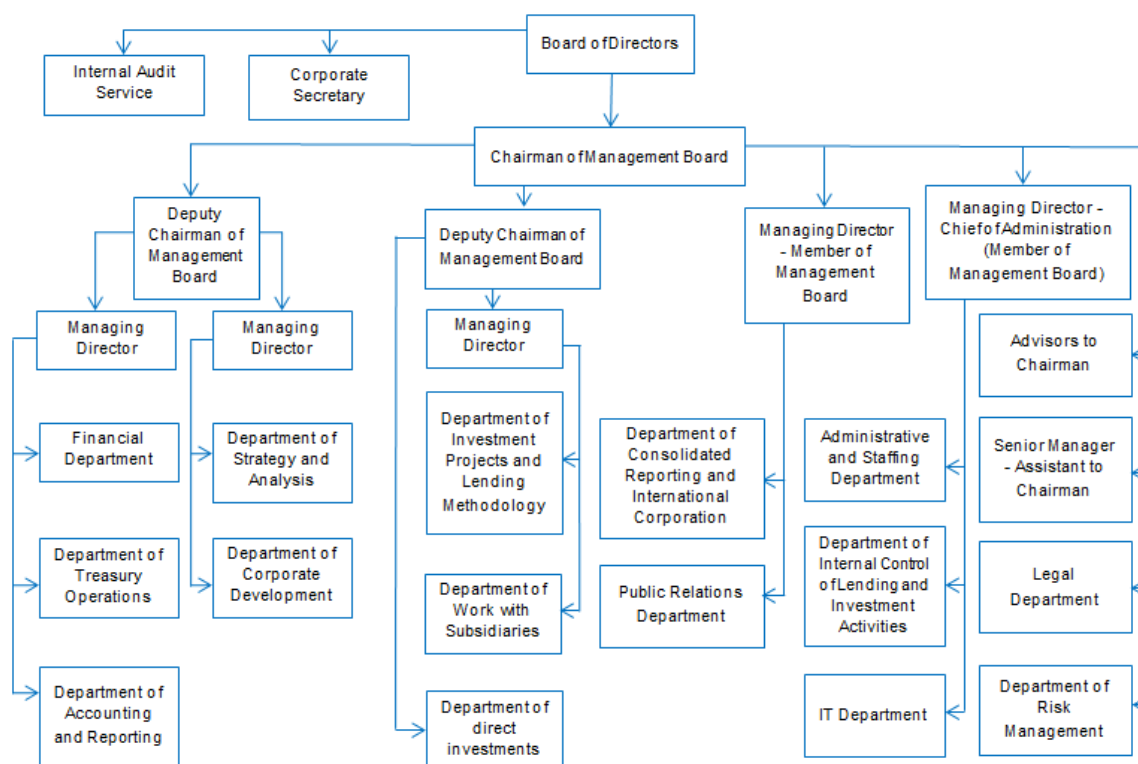 Board of Directors
Internal Audit
Service
Corporate
Secretary
Chairman of Management Board
Deputy
Chairman of
Management
Board
Deputy Chairman of
Management Board
Managing Director
- Member of
Management
Board
Managing Director -
Chief of Administration
(Member of
Management Board)
Managing
Director
Managing
Director
Managing
Director
Advisors to
Chairman
Financial
Department
Department of
Strategy and
Analysis
Department of
Investment
Projects and
Lending
Methodology
Department of
Consolidated
Reporting and
International
Corporation
Administrative
and Staffing
Department
Senior Manager
- Assistant to
Chairman
Department of
Treasury
Operations
Department of
Corporate
Development
Department of
Work with
Subsidiaries
Public Relations
Department
Department of
Internal Control
of Lending and
Investment
Activities
Legal
Department
Department of
Accounting
and Reporting
Department of
direct
investments
IT Department
Department of
Risk
Management